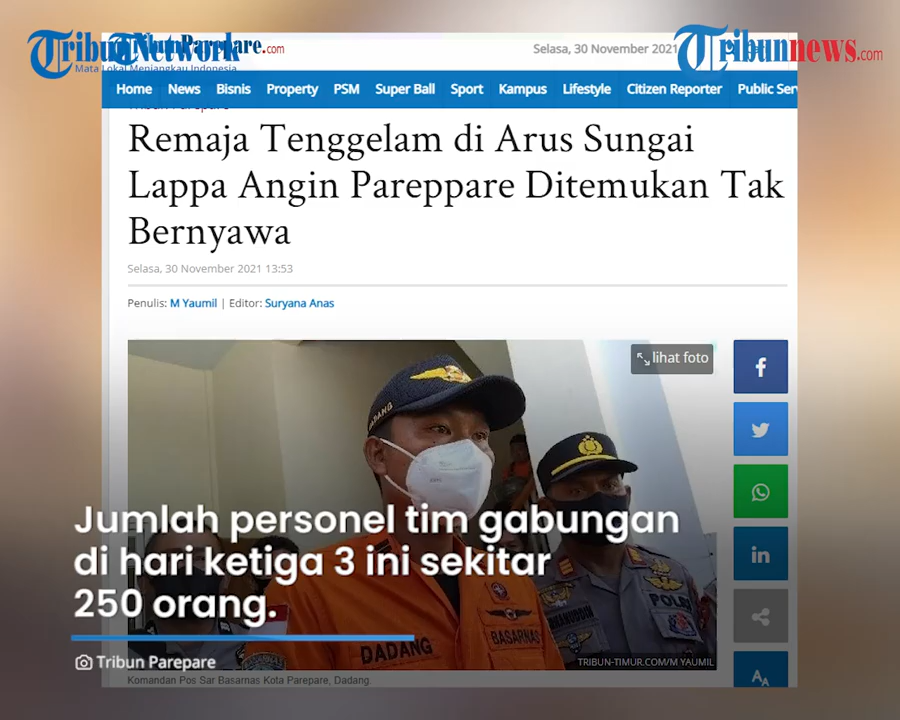 Tribun Network
Mata Lokal Menjangkau Indonesia
TribunParepare.com
Selasa, 30 November 2021
Tribunnews.com
Home News Bisnis Property PSM Super Ball Sport Kampus Lifestyle Citizen Reporter Public Serv
Tribun Parepare
Remaja Tenggelam di Arus Sungai
Lappa Angin Pareppare Ditemukan Tak
Bernyawa
Selasa, 30 November 2021 13:53
Penulis: M Yaumil | Editor: Suryana Anas
lihat foto
DADANG
Jumlah personel tim gabungan
di hari ketiga 3 ini sekitar
250 orang.
POLRI
BASARNAS
DADANG
TRIBUN-TIMUR.COM/M YAUMIL
Tribun Parepare
Komandan Pos Sar Basarnas Kota Parepare, Dadang.